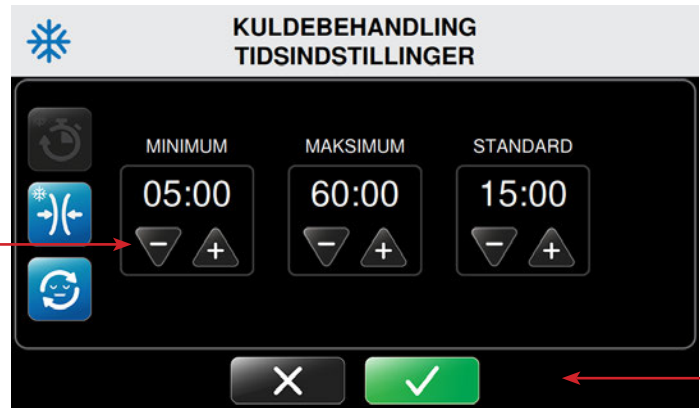 KULDEBEHANDLING
TIDSINDSTILLINGER
MINIMUM MAKSIMUM STANDARD
05:00 60:00 15:00